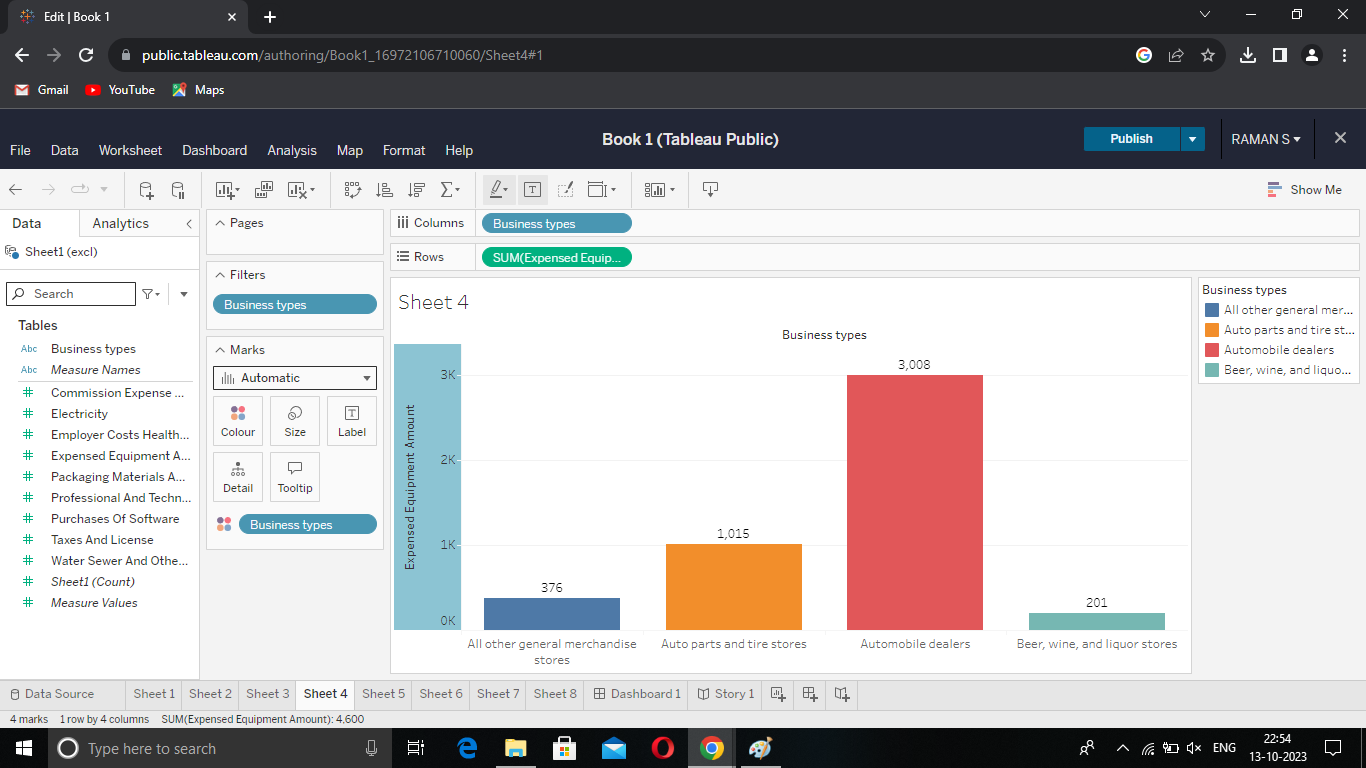 Edit | Book 1
public.tableau.com/authoring/Book1_16972106710060/Sheet4#1
Gmail YouTube Maps
Book 1 (Tableau Public)
Publish
RAMAN S
File Data Worksheet Dashboard Analysis Map Format Help
Show Me
Data Analytics
Sheet1 (excl)
Search
Tables
Abc Business types
Abc Measure Names
Commission Expense ...
Electricity
Employer Costs Health...
Expensed Equipment A...
Packaging Materials A...
Professional And Techn...
Purchases Of Software
Taxes And License
Water Sewer And Othe...
Sheet1 (Count)
Measure Values
Pages
Filters
Business types
Marks
Automatic
Colour Size Label
Detail Tooltip
Business types
Columns Business types
Rows SUM(Expensed Equip...
Sheet 4
Business types
Expensed Equipment Amount
3K
2K
1K
0K
376
1,015
3,008
201
All other general merchandise
stores
Auto parts and tire stores
Automobile dealers
Beer, wine, and liquor stores
Business types
All other general mer...
Auto parts and tire st...
Automobile dealers
Beer, wine, and liquo...
Data Source Sheet 1 Sheet 2 Sheet 3 Sheet 4 Sheet 5 Sheet 6 Sheet 7 Sheet 8 Dashboard 1 Story 1
4 marks 1 row by 4 columns SUM(Expensed Equipment Amount): 4,600
Type here to search
ENG
22:54
13-10-2023